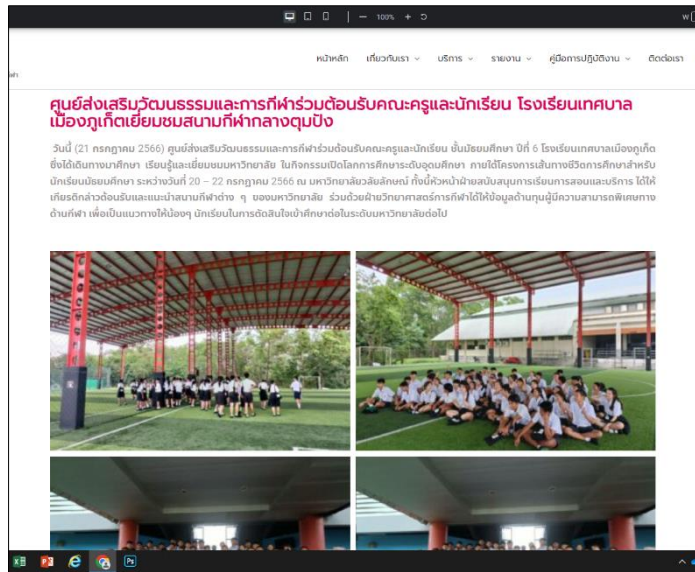 100%
W
หน้าหลัก เกี่ยวกับเรา บริการ รายงาน คู่มือการปฏิบัติงาน ติดต่อเรา
ศูนย์ส่งเสริมวัฒนธรรมและการกีฬาร่วมต้อนรับคณะครูและนักเรียน โรงเรียนเทศบาล
เมืองภูเก็ตเยี่ยมชมสนามกีฬากลางตุมปัง
วันนี้ (21 กรกฎาคม 2566) ศูนย์ส่งเสริมวัฒนธรรมและการกีฬาร่วมต้อนรับคณะครูและนักเรียน ชั้นมัธยมศึกษา ปีที่ 6 โรงเรียนเทศบาลเมืองภูเก็ต
ซึ่งได้เดินทางมาศึกษา เรียนรู้และเยี่ยมชมมหาวิทยาลัย ในกิจกรรมเปิดโลกการศึกษาระดับอุดมศึกษา ภายใต้โครงการเส้นทางชีวิตการศึกษาสำหรับ
นักเรียนมัธยมศึกษา ระหว่างวันที่ 20 – 22 กรกฎาคม 2566 ณ มหาวิทยาลัยวลัยลักษณ์ ทั้งนี้หัวหน้าฝ่ายสนับสนุนการเรียนการสอนและบริการ ได้ให้
เกียรติกล่าวต้อนรับและแนะนำสนามกีฬาต่าง ๆ ของมหาวิทยาลัย ร่วมด้วยฝ่ายวิทยาศาสตร์การกีฬาได้ให้ข้อมูลด้านทุนผู้มีความสามารถพิเศษทาง
ด้านกีฬา เพื่อเป็นแนวทางให้น้องๆ นักเรียนในการตัดสินใจเข้าศึกษาต่อในระดับมหาวิทยาลัยต่อไป